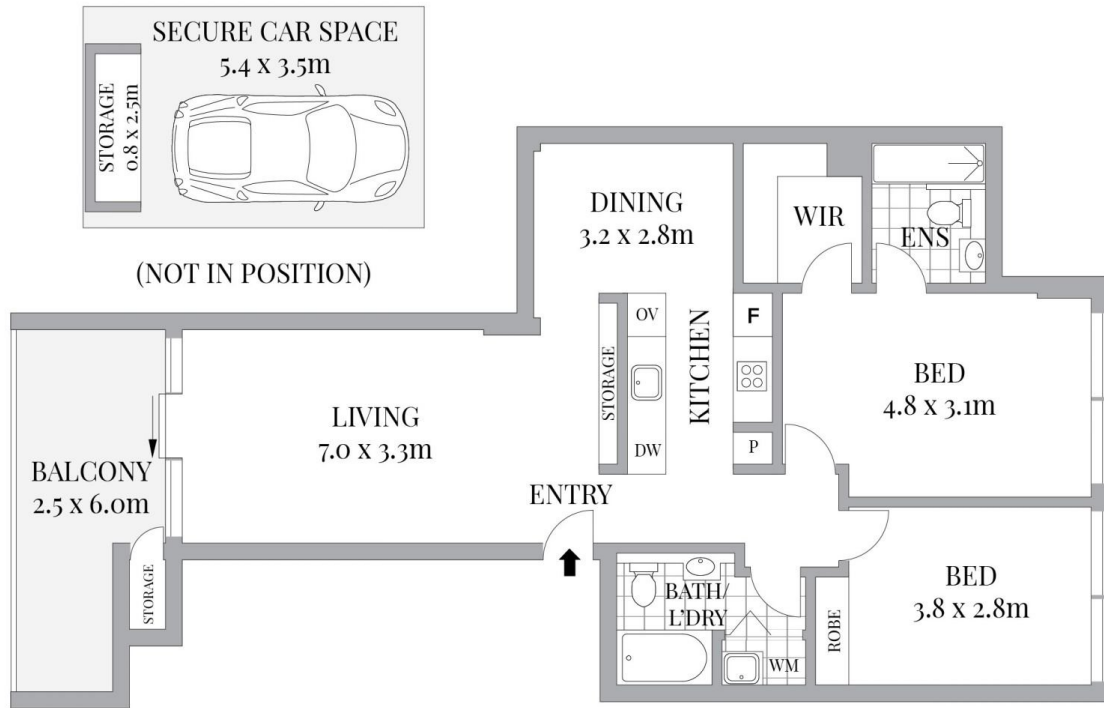 SECURE CAR SPACE
5.4 x 3.5m
STORAGE
0.8 x 2.5m
(NOT IN POSITION)
DINING
3.2 x 2.8m
WIR
ENS
OV
F
STORAGE
KITCHEN
DW
P
BED
4.8 x 3.1m
LIVING
7.0 x 3.3m
BALCONY
2.5 x 6.0m
ENTRY
STORAGE
BATH/
L'DRY
WM
ROBE
BED
3.8 x 2.8m